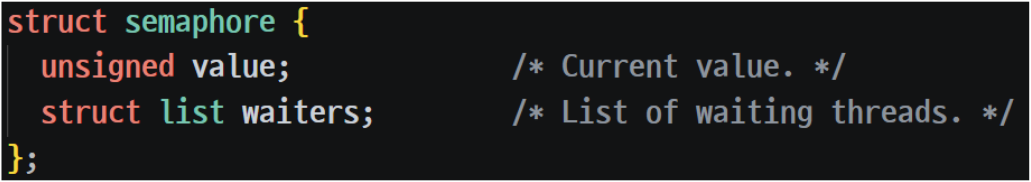 struct semaphore {
  unsigned value;             /* Current value. */
  struct list waiters;        /* List of waiting threads. */
};